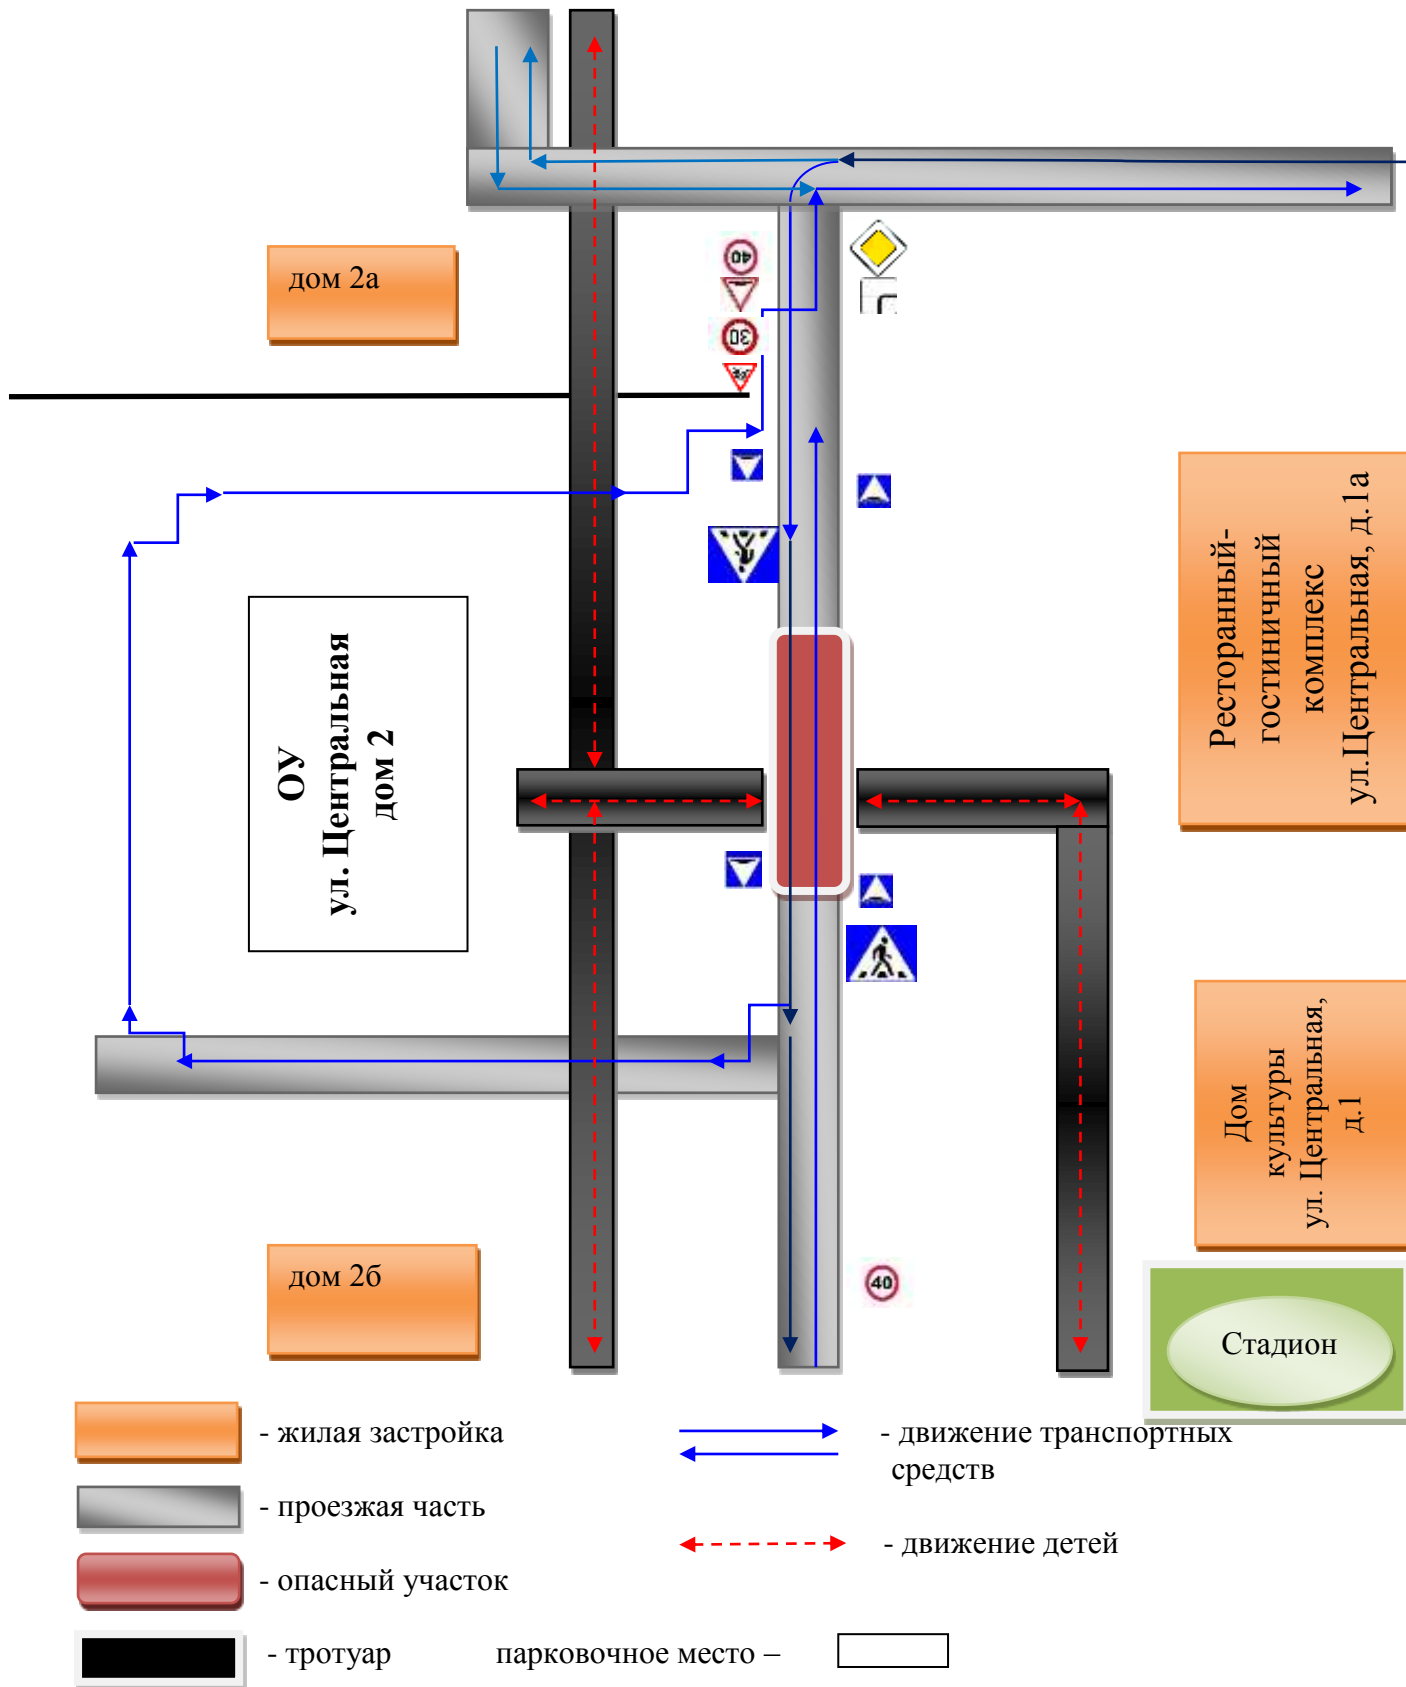 40
дом 2а
30
Ресторанный-
гостиничный
комплекс
ул.Центральная, д.1а
ОУ
ул. Центральная
дом 2
Дом
культуры
ул. Центральная,
д.1
дом 2б
40
Стадион
- жилая застройка
- движение транспортных
средств
- проезжая часть
- движение детей
- опасный участок
- тротуар
парковочное место –